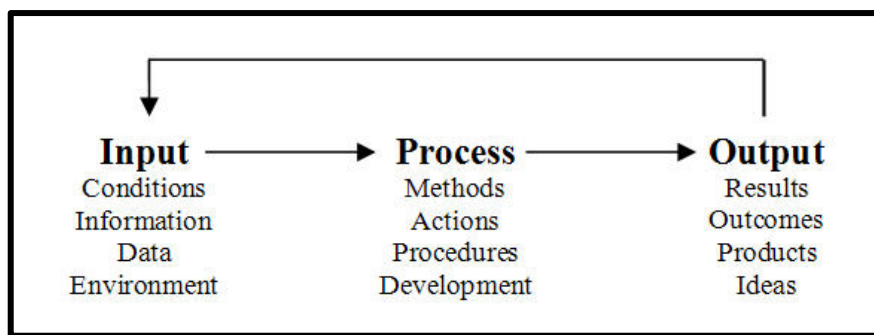 Input Process Output
Conditions Methods Results
Information Actions Outcomes
Data Procedures Products
Environment Development Ideas